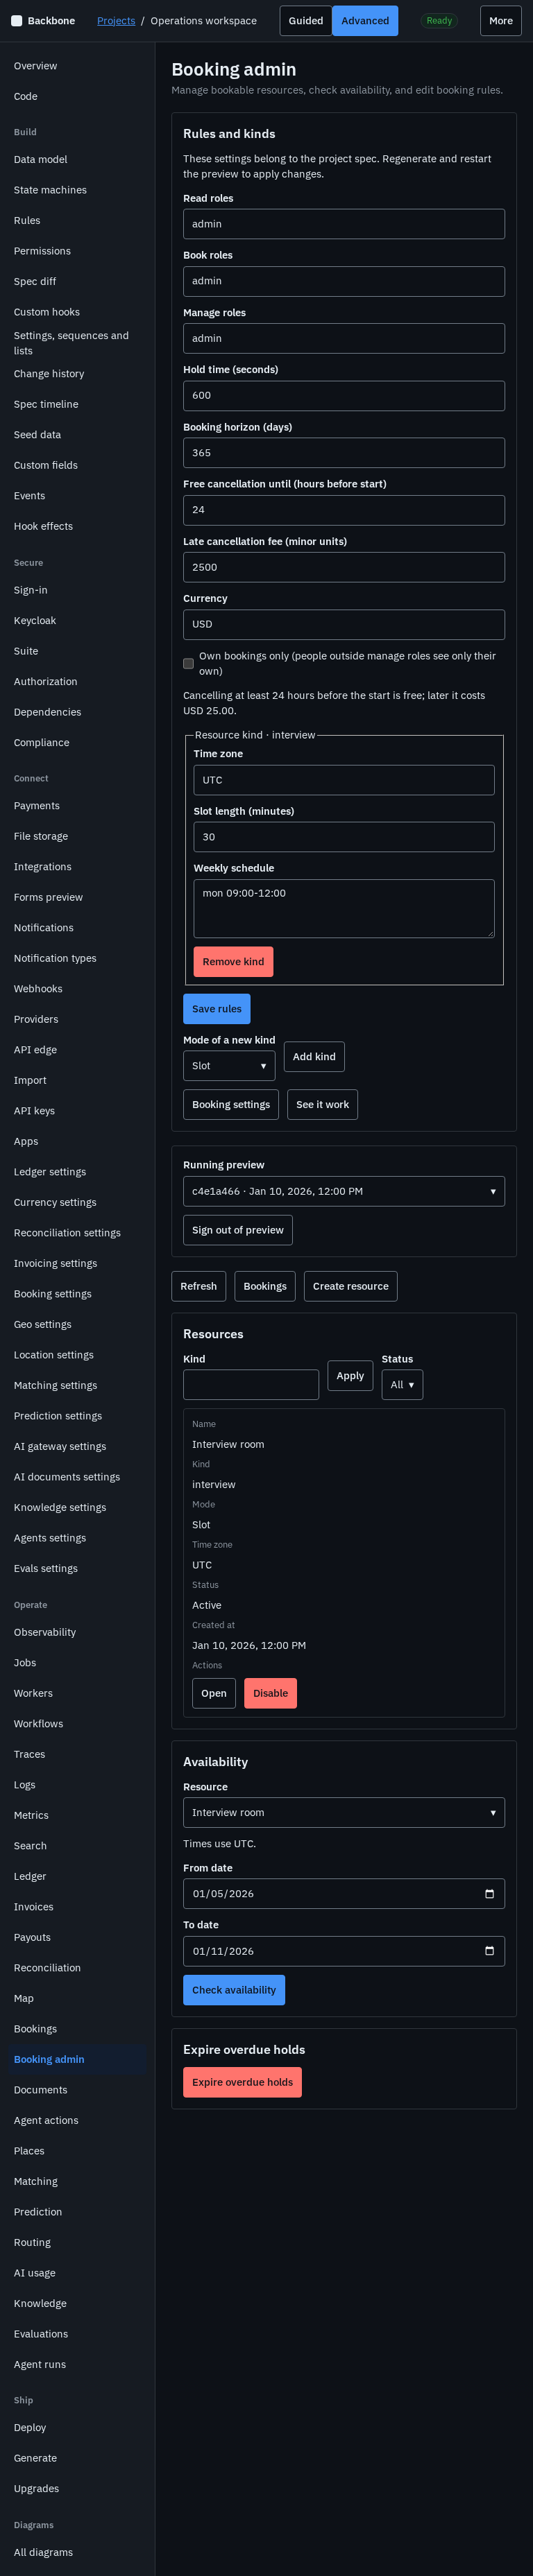 Backbone
Projects / Operations workspace
Guided
Advanced
Ready
More
Overview
Code
Build
Data model
State machines
Rules
Permissions
Spec diff
Custom hooks
Settings, sequences and
lists
Change history
Spec timeline
Seed data
Custom fields
Events
Hook effects
Secure
Sign-in
Keycloak
Suite
Authorization
Dependencies
Compliance
Connect
Payments
File storage
Integrations
Forms preview
Notifications
Notification types
Webhooks
Providers
API edge
Import
API keys
Apps
Ledger settings
Currency settings
Reconciliation settings
Invoicing settings
Booking settings
Geo settings
Location settings
Matching settings
Prediction settings
AI gateway settings
AI documents settings
Knowledge settings
Agents settings
Evals settings
Operate
Observability
Jobs
Workers
Workflows
Traces
Logs
Metrics
Search
Ledger
Invoices
Payouts
Reconciliation
Map
Bookings
Booking admin
Documents
Agent actions
Places
Matching
Prediction
Routing
AI usage
Knowledge
Evaluations
Agent runs
Ship
Deploy
Generate
Upgrades
Diagrams
All diagrams
Booking admin
Manage bookable resources, check availability, and edit booking rules.
Rules and kinds
These settings belong to the project spec. Regenerate and restart
the preview to apply changes.
Read roles
admin
Book roles
admin
Manage roles
admin
Hold time (seconds)
600
Booking horizon (days)
365
Free cancellation until (hours before start)
24
Late cancellation fee (minor units)
2500
Currency
USD
Own bookings only (people outside manage roles see only their
own)
Cancelling at least 24 hours before the start is free; later it costs
USD 25.00.
Resource kind · interview
Time zone
UTC
Slot length (minutes)
30
Weekly schedule
mon 09:00-12:00
Remove kind
Save rules
Mode of a new kind
Slot
Add kind
Booking settings
See it work
Running preview
c4e1a466 · Jan 10, 2026, 12:00 PM
Sign out of preview
Refresh
Bookings
Create resource
Resources
Kind
Apply
Status
All
Name
Interview room
Kind
interview
Mode
Slot
Time zone
UTC
Status
Active
Created at
Jan 10, 2026, 12:00 PM
Actions
Open
Disable
Availability
Resource
Interview room
Times use UTC.
From date
01/05/2026
To date
01/11/2026
Check availability
Expire overdue holds
Expire overdue holds